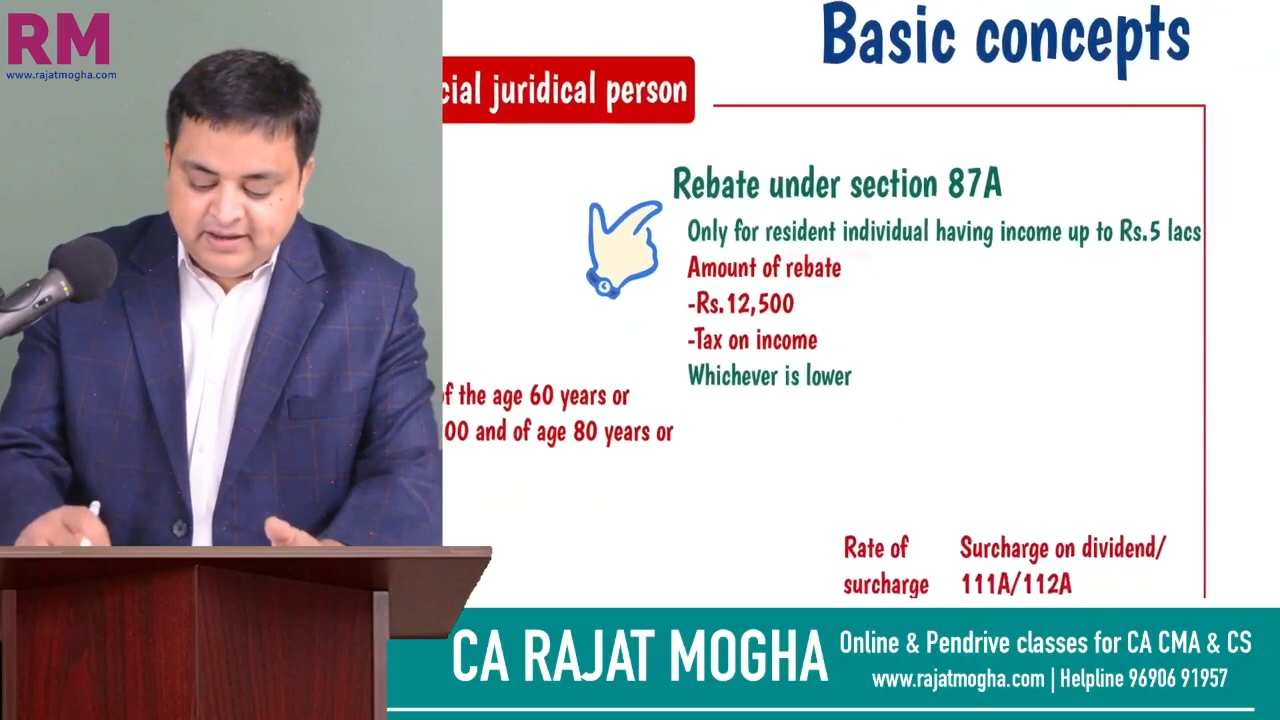 RM
www.rajatmogha.com
Basic concepts
cial juridical person
Rebate under section 87A
Only for resident individual having income up to Rs.5 lacs
Amount of rebate
-Rs.12,500
-Tax on income
Whichever is lower
of the age 60 years or
00 and of age 80 years or
Rate of
surcharge
Surcharge on dividend/
111A/112A
CA RAJAT MOGHA
Online & Pendrive classes for CA CMA & CS
www.rajatmogha.com | Helpline 96906 91957